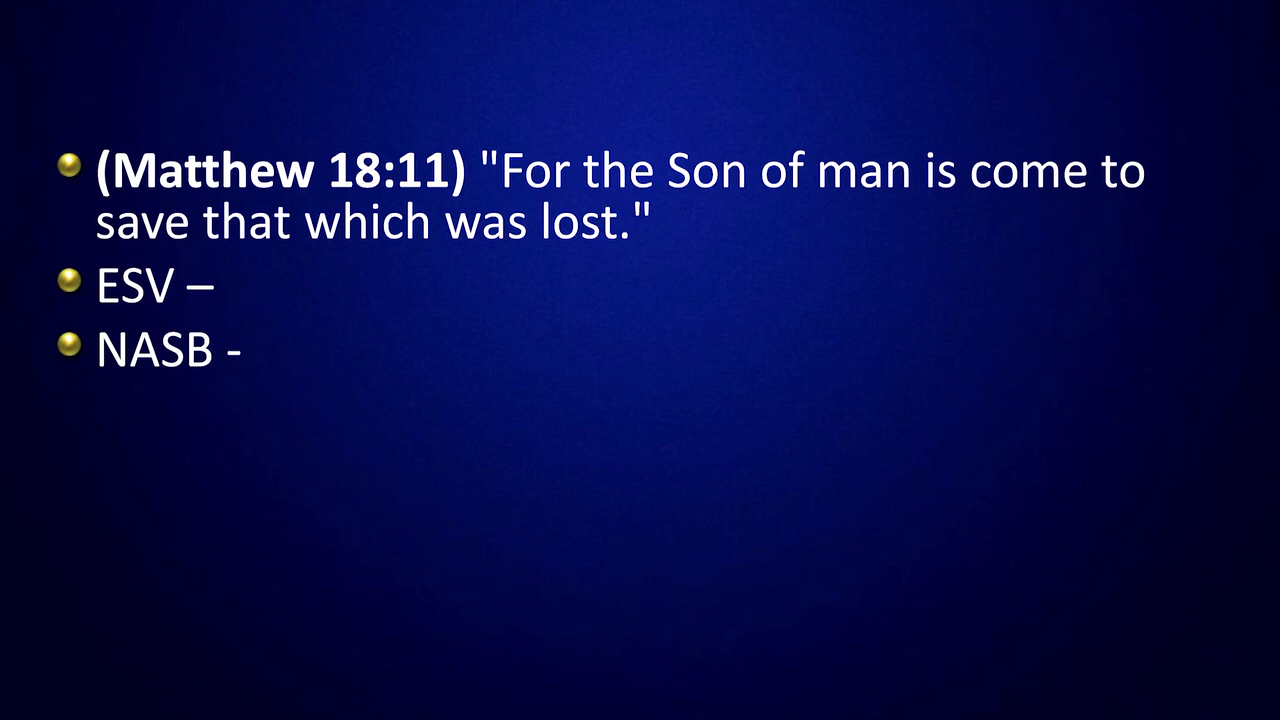 (Matthew 18:11) "For the Son of man is come to
save that which was lost."
ESV –
NASB -